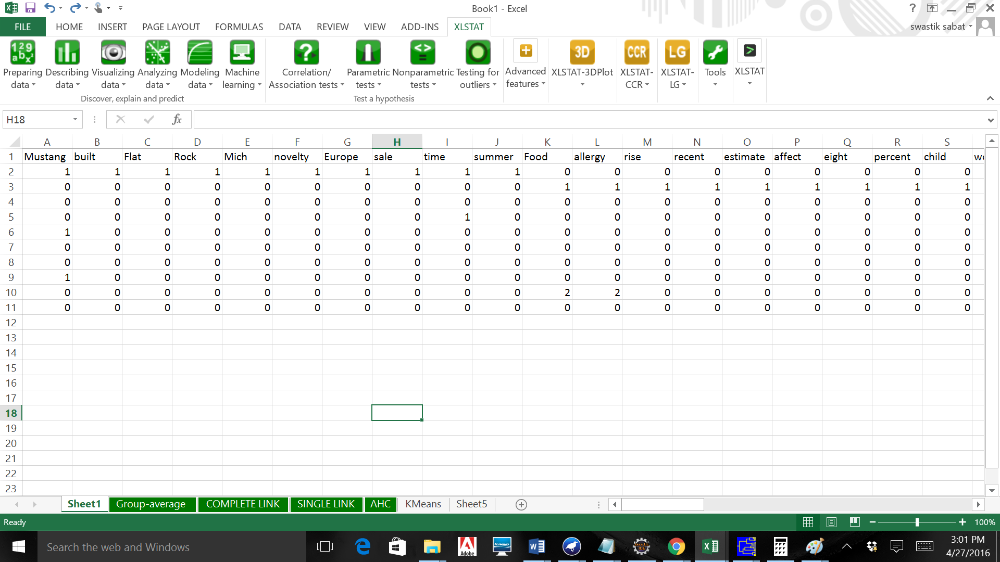 Book1 - Excel
?
FILE HOME INSERT PAGE LAYOUT FORMULAS DATA REVIEW VIEW ADD-INS XLSTAT swastik sabat
Preparing data Describing data Visualizing data Analyzing data Modeling data Machine learning Correlation/ Association tests Parametric tests Nonparametric tests Testing for outliers Advanced features XLSTAT-3DPlot XLSTAT-CCR XLSTAT-LG Tools XLSTAT
Discover, explain and predict Test a hypothesis
H18 fx
A B C D E F G H I J K L M N O P Q R S
1 Mustang built Flat Rock Mich novelty Europe sale time summer Food allergy rise recent estimate affect eight percent child
2 1 1 1 1 1 1 1 1 1 1 0 0 0 0 0 0 0 0 0
3 0 0 0 0 0 0 0 0 0 0 1 1 1 1 1 1 1 1 1
4 0 0 0 0 0 0 0 0 0 0 0 0 0 0 0 0 0 0 0
5 0 0 0 0 0 0 0 0 1 0 0 0 0 0 0 0 0 0 0
6 1 0 0 0 0 0 0 0 0 0 0 0 0 0 0 0 0 0 0
7 0 0 0 0 0 0 0 0 0 0 0 0 0 0 0 0 0 0 0
8 0 0 0 0 0 0 0 0 0 0 0 0 0 0 0 0 0 0 0
9 1 0 0 0 0 0 0 0 0 0 0 0 0 0 0 0 0 0 0
10 0 0 0 0 0 0 0 0 0 0 2 2 0 0 0 0 0 0 0
11 0 0 0 0 0 0 0 0 0 0 0 0 0 0 0 0 0 0 0
12
13
14
15
16
17
18
19
20
21
22
23
Sheet1 Group-average COMPLETE LINK SINGLE LINK AHC KMeans Sheet5
Ready 100%
Search the web and Windows
3:01 PM
4/27/2016